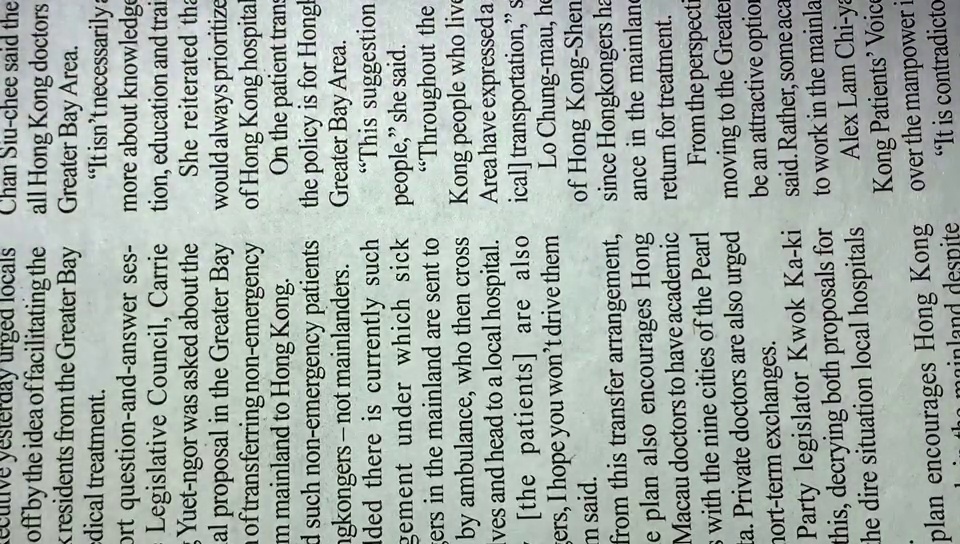 ecutive yesterday urged locals
off by the idea of facilitating the
residents from the Greater Bay
dical treatment.
ort question-and-answer ses-
Legislative Council, Carrie
Yuet-ngor was asked about the
al proposal in the Greater Bay
of transferring non-emergency
m mainland to Hong Kong.
d such non-emergency patients
ngkongers – not mainlanders.
lded there is currently such
gement under which sick
gers in the mainland are sent to
by ambulance, who then cross
ves and head to a local hospital.
[the patients] are also
gers, I hope you won't drive them
m said.
from this transfer arrangement,
e plan also encourages Hong
Macau doctors to have academic
s with the nine cities of the Pearl
ta. Private doctors are also urged
hort-term exchanges.
Party legislator Kwok Ka-ki
this, decrying both proposals for
he dire situation local hospitals
plan encourages Hong Kong
in the mainland despite
Chan Siu-chee said the
all Hong Kong doctors
Greater Bay Area.
“It isn't necessarily a
more about knowledge
tion, education and trai
She reiterated tha
would always prioritize
of Hong Kong hospital
On the patient trans
the policy is for Hongk
Greater Bay Area.
“This suggestion
people,” she said.
“Throughout the
Kong people who live
Area have expressed a
ical] transportation,” s
Lo Chung-mau, he
of Hong Kong-Shen
since Hongkongers ha
ance in the mainland
return for treatment.
From the perspecti
moving to the Greater
be an attractive option
said. Rather, some aca
to work in the mainla
Alex Lam Chi-ya
Kong Patients' Voice
over the manpower i
“It is contradicto